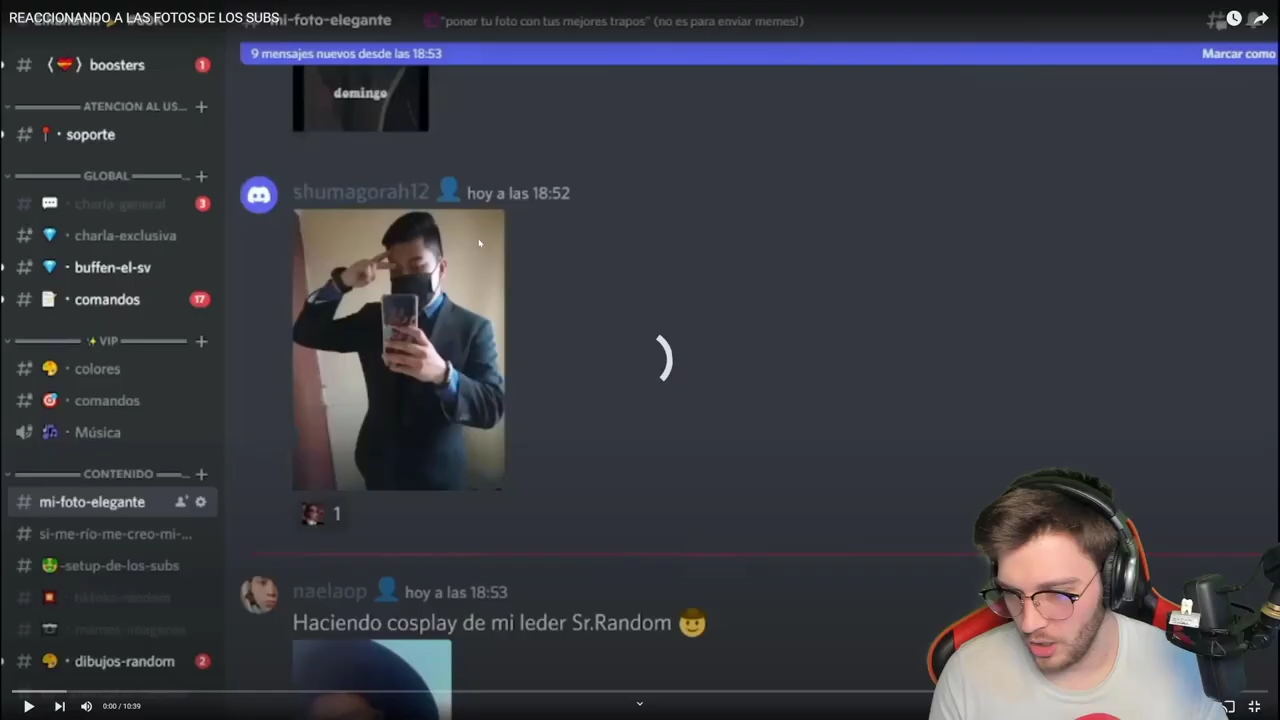 REACCIONANDO A LAS FOTOS DE LOS SUBS
mi-foto-elegante
"poner tu foto con tus mejores trapos" (no es para enviar memes!)
9 mensajes nuevos desde las 18:53
Marcar como
boosters
1
ATENCION AL US...
soporte
GLOBAL
charla-general
3
charla-exclusiva
buffen-el-sv
comandos
17
VIP
colores
comandos
Música
CONTENIDO
mi-foto-elegante
si-me-río-me-creo-mi-...
-setup-de-los-subs
dibujos-random
2
domingo
shumagorah12 hoy a las 18:52
1
naelaop hoy a las 18:53
Haciendo cosplay de mi leder Sr.Random
0:00 / 10:39